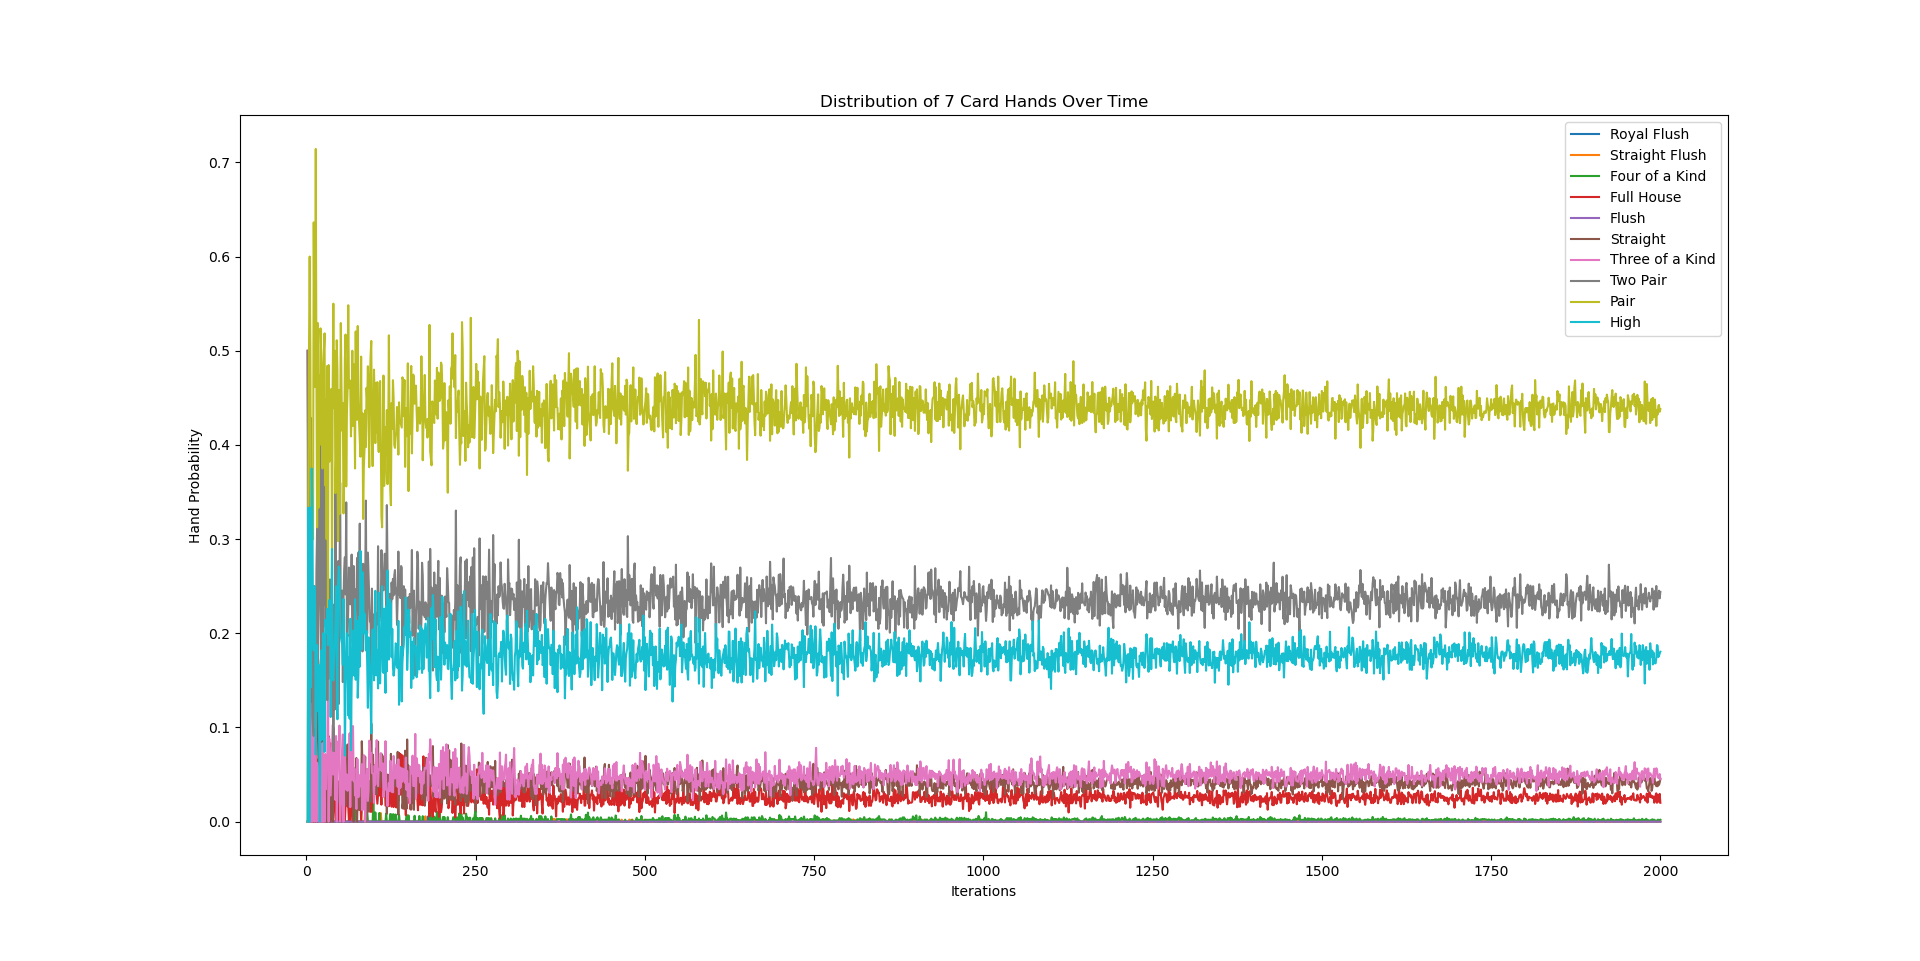 Distribution of 7 Card Hands Over Time
Royal Flush
Straight Flush
Four of a Kind
Full House
Flush
Straight
Three of a Kind
Two Pair
Pair
High
0.7
0.6
0.5
0.4
0.3
0.2
0.1
0.0
Hand Probability
0 250 500 750 1000 1250 1500 1750 2000
Iterations